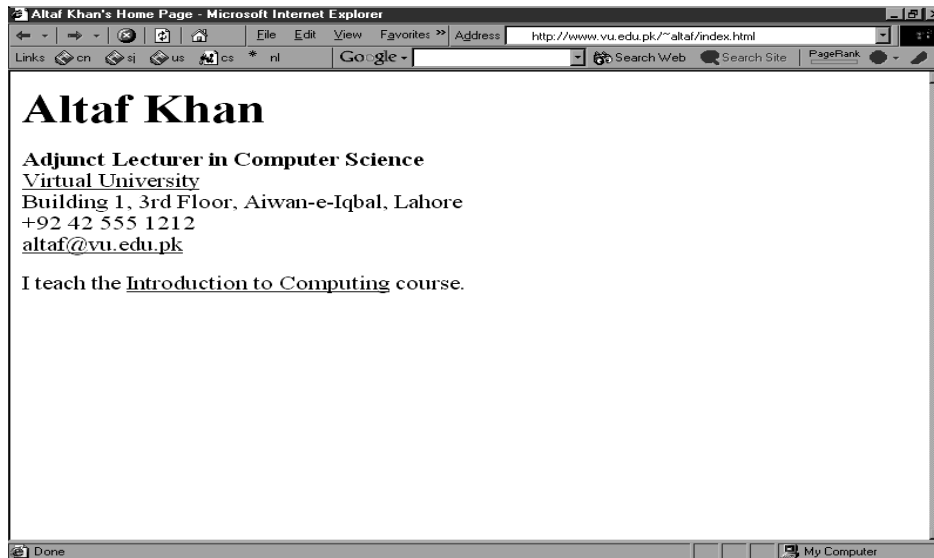 Altaf Khan's Home Page - Microsoft Internet Explorer
File Edit View Favorites » Address http://www.vu.edu.pk/~altaf/index.html
Links cn sj us cs * nl Google Search Web Search Site PageRank
Altaf Khan
Adjunct Lecturer in Computer Science
Virtual University
Building 1, 3rd Floor, Aiwan-e-Iqbal, Lahore
+92 42 555 1212
altaf@vu.edu.pk
I teach the Introduction to Computing course.
Done My Computer